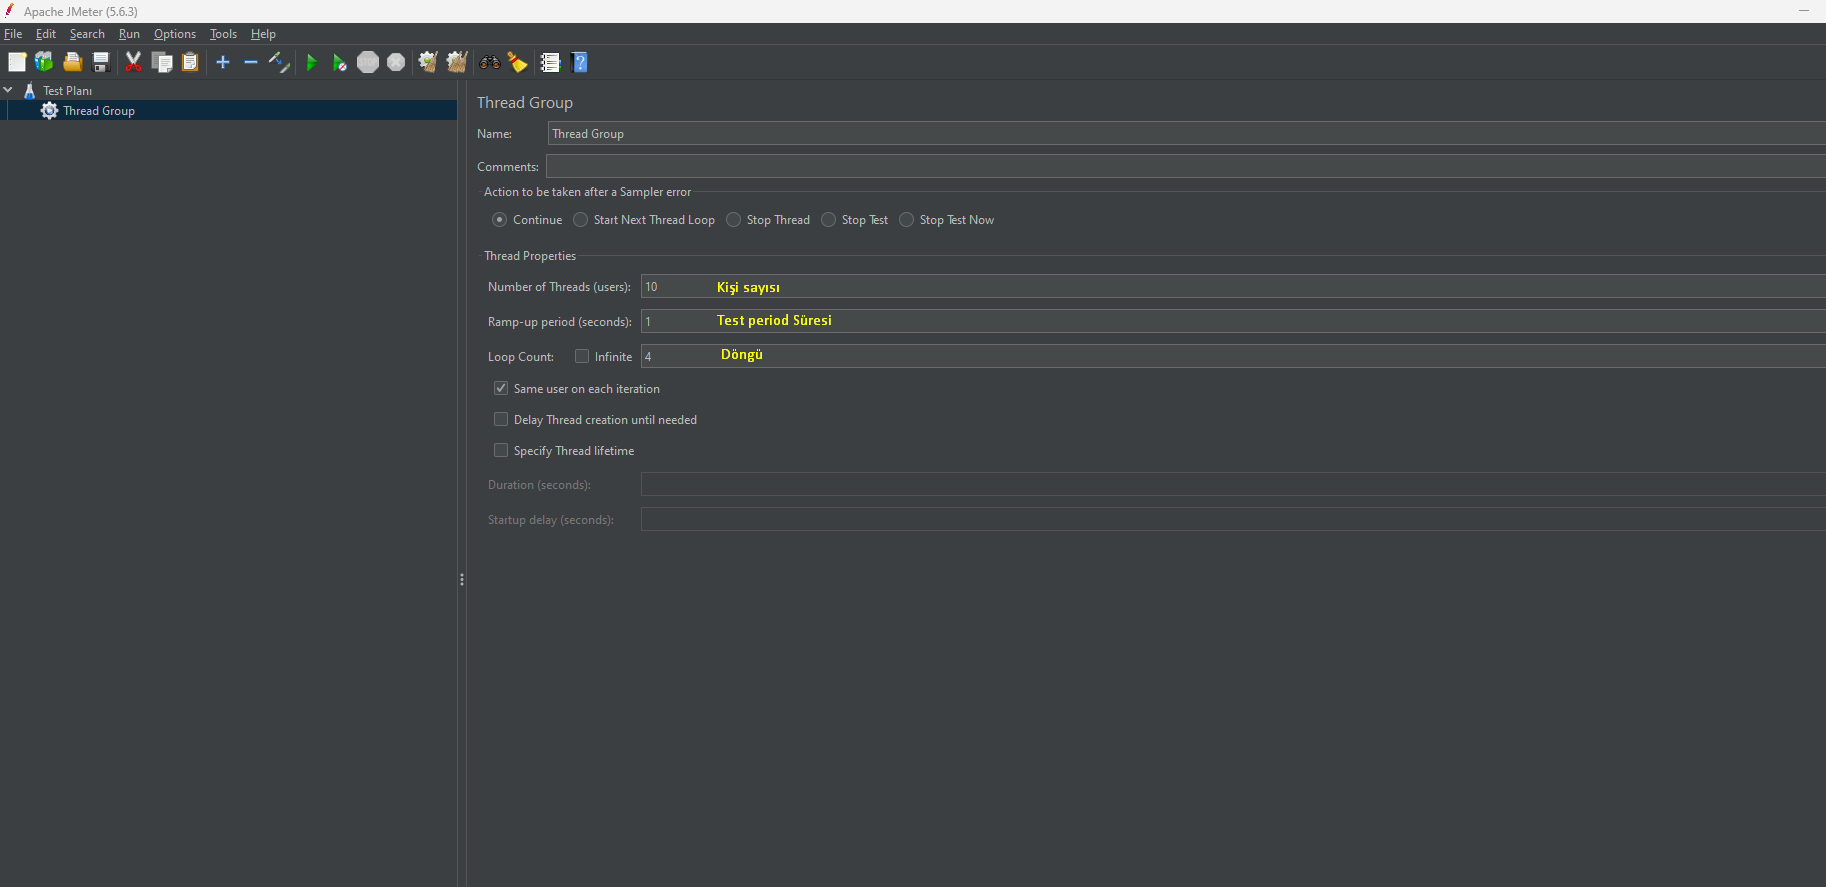 Apache JMeter (5.6.3)
File Edit Search Run Options Tools Help
STOP
Test Planı
Thread Group
Thread Group
Name: Thread Group
Comments:
Action to be taken after a Sampler error
Continue Start Next Thread Loop Stop Thread Stop Test Stop Test Now
Thread Properties
Number of Threads (users): 10 Kişi sayısı
Ramp-up period (seconds): 1 Test period Süresi
Loop Count: Infinite 4 Döngü
Same user on each iteration
Delay Thread creation until needed
Specify Thread lifetime
Duration (seconds):
Startup delay (seconds):